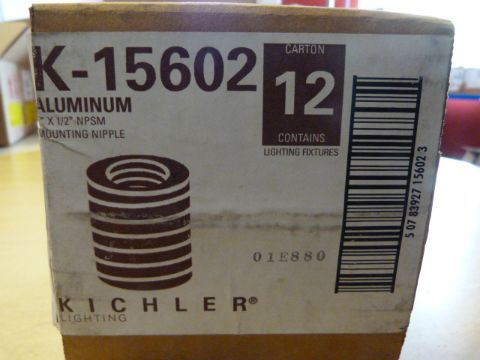 K-15602
ALUMINUM
" X 1/2"-NPSM
MOUNTING NIPPLE
CARTON
12
CONTAINS
LIGHTING FIXTURES
5 07 83927 15602 3
01E880
KICHLER®
LIGHTING